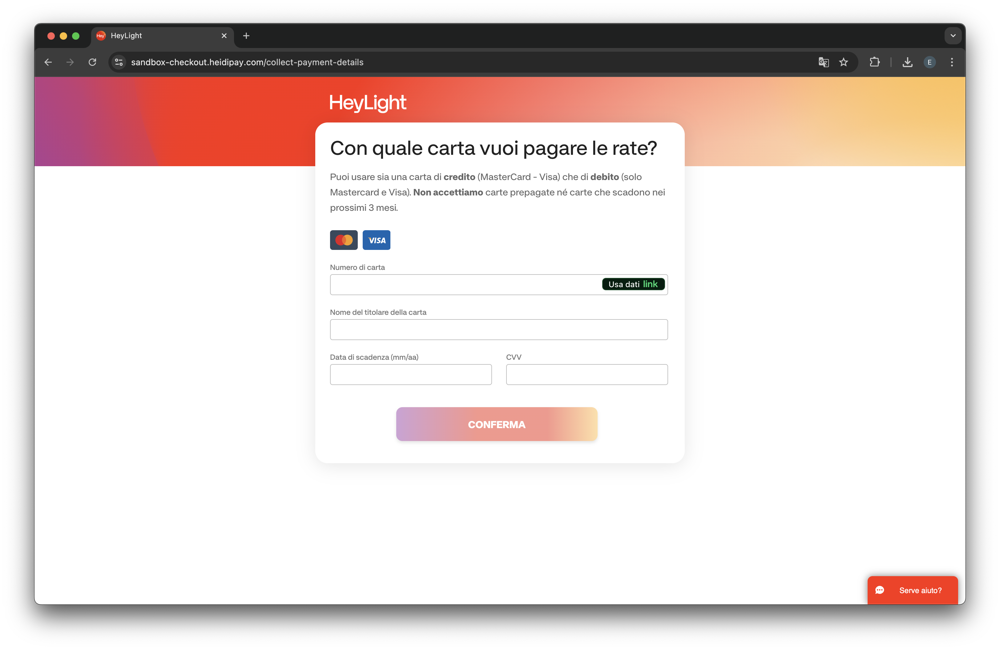 Hey
HeyLight
sandbox-checkout.heidipay.com/collect-payment-details
E
HeyLight
Con quale carta vuoi pagare le rate?
Puoi usare sia una carta di credito (MasterCard - Visa) che di debito (solo
Mastercard e Visa). Non accettiamo carte prepagate né carte che scadono nei
prossimi 3 mesi.
VISA
Numero di carta
Usa dati link
Nome del titolare della carta
Data di scadenza (mm/aa)
CVV
CONFERMA
Serve aiuto?